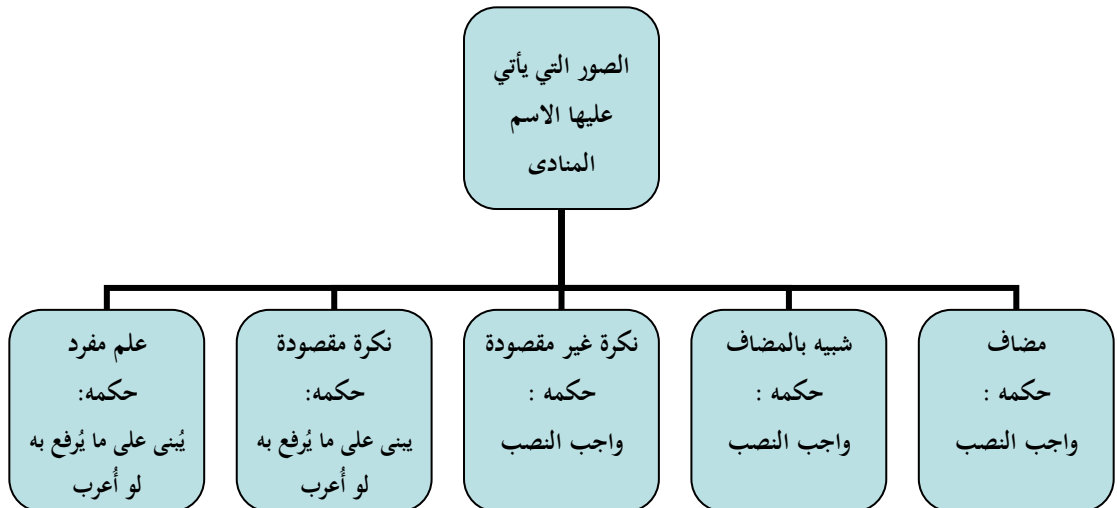 الصور التي يأتي
عليها الاسم
المنادى
مضاف
حكمه :
واجب النصب
شبيه بالمضاف
حكمه :
واجب النصب
نكرة غير مقصودة
حكمه :
واجب النصب
نكرة مقصودة
حكمه:
يبنى على ما يُرفع به
لو أُعرب
علم مفرد
حكمه:
يُبنى على ما يُرفع به
لو أُعرب